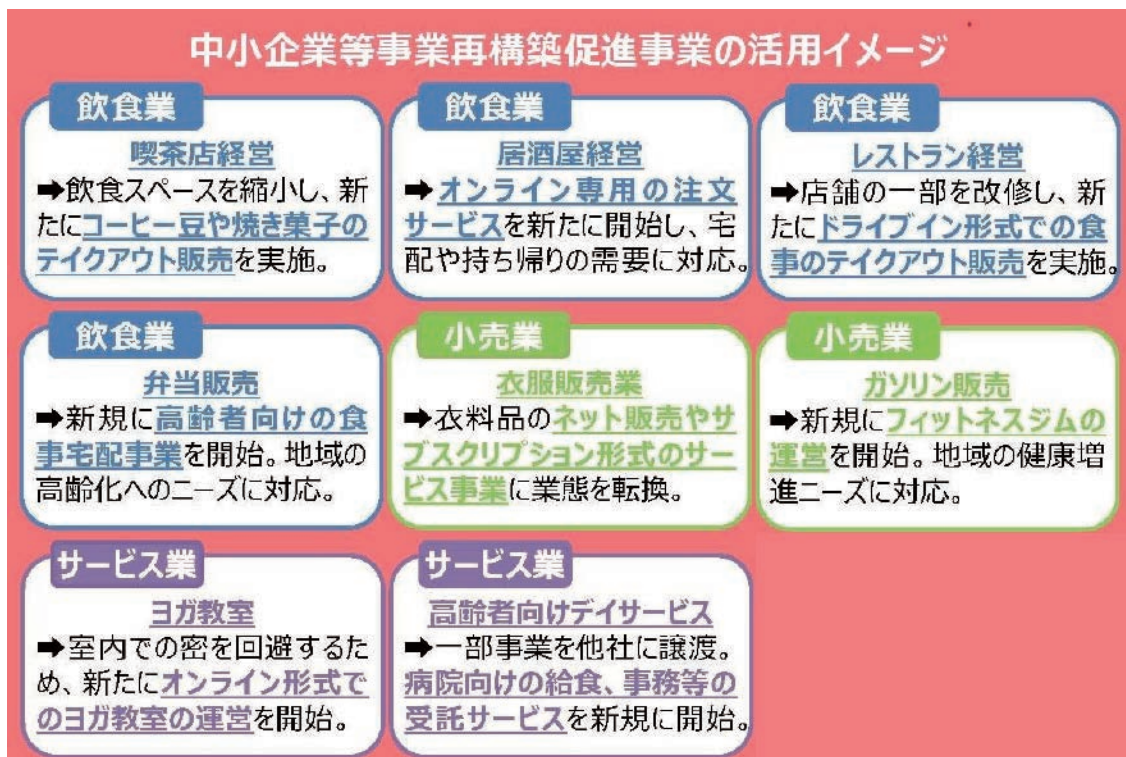 中小企業等事業再構築促進事業の活用イメージ
飲食業
喫茶店経営
➡飲食スペースを縮小し、新
たにコーヒー豆や焼き菓子の
テイクアウト販売を実施。
飲食業
居酒屋経営
➡オンライン専用の注文
サービスを新たに開始し、宅
配や持ち帰りの需要に対応。
飲食業
レストラン経営
➡店舗の一部を改修し、新
たにドライブイン形式での食
事のテイクアウト販売を実施。
飲食業
弁当販売
➡新規に高齢者向けの食
事宅配事業を開始。地域の
高齢化へのニーズに対応。
小売業
衣服販売業
➡衣料品のネット販売やサ
ブスクリプション形式のサー
ビス事業に業態を転換。
小売業
ガソリン販売
➡新規にフィットネスジムの
運営を開始。地域の健康増
進ニーズに対応。
サービス業
ヨガ教室
➡室内での密を回避するた
め、新たにオンライン形式で
のヨガ教室の運営を開始。
サービス業
高齢者向けデイサービス
➡一部事業を他社に譲渡。
病院向けの給食、事務等の
受託サービスを新規に開始。